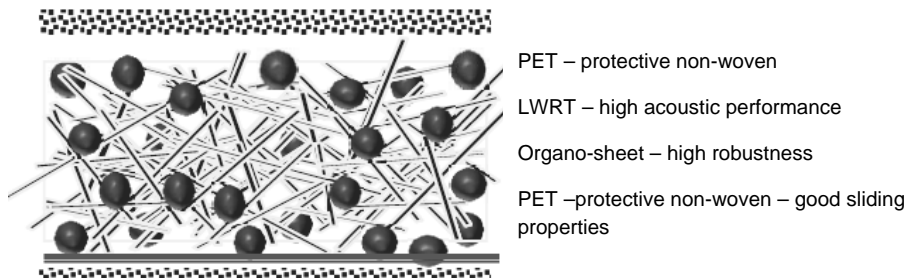 PET – protective non-woven
LWRT – high acoustic performance
Organo-sheet – high robustness
PET –protective non-woven – good sliding
properties